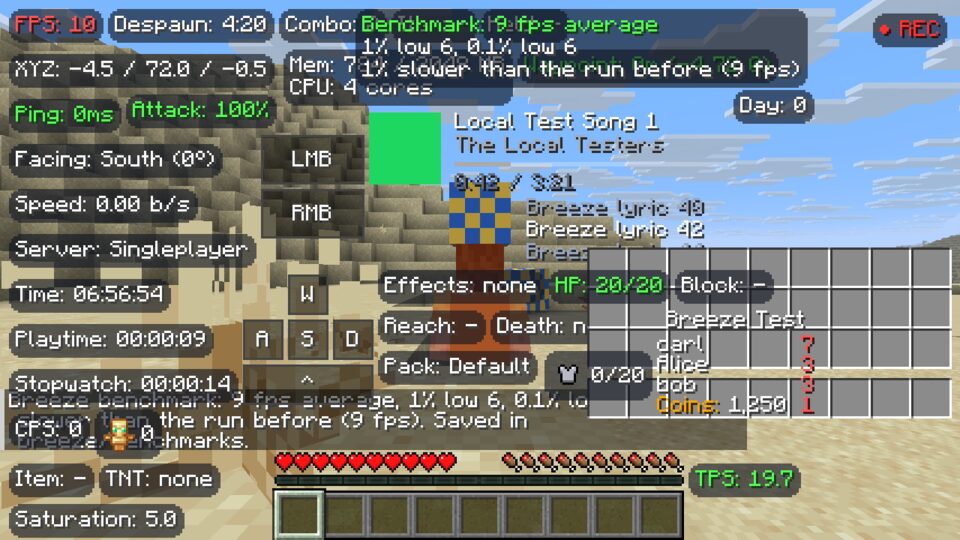 FPS: 10
Despawn: 4:20
Combo:
Benchmark: 9 fps average
1% low 6, 0.1% low 6
1% slower than the run before (9 fps)
REC
XYZ: -4.5 / 72.0 / -0.5
Mem:
CPU: 4 cores
Ping: 0ms
Attack: 100%
Day: 0
Local Test Song 1
The Local Testers
0:42 / 3:21
Facing: South (0°)
LMB
Speed: 0.00 b/s
RMB
Breeze lyric 40
Breeze lyric 42
Breeze
Server: Singleplayer
Time: 06:56:54
W
Effects: none
HP: 20/20
Block: -
Playtime: 00:00:09
A
S
D
Reach: -
Death:
Breeze Test
darl 7
Alice 3
bob 3
Coins: 1,250 1
Pack: Default
0/20
Stopwatch: 00:00:14
^
Breeze benchmark: 9 fps average, 1% low 6, 0.1% lo
than the run before (9 fps). Saved in
CPS: 0
0
Item: -
TNT: none
TPS: 19.7
Saturation: 5.0